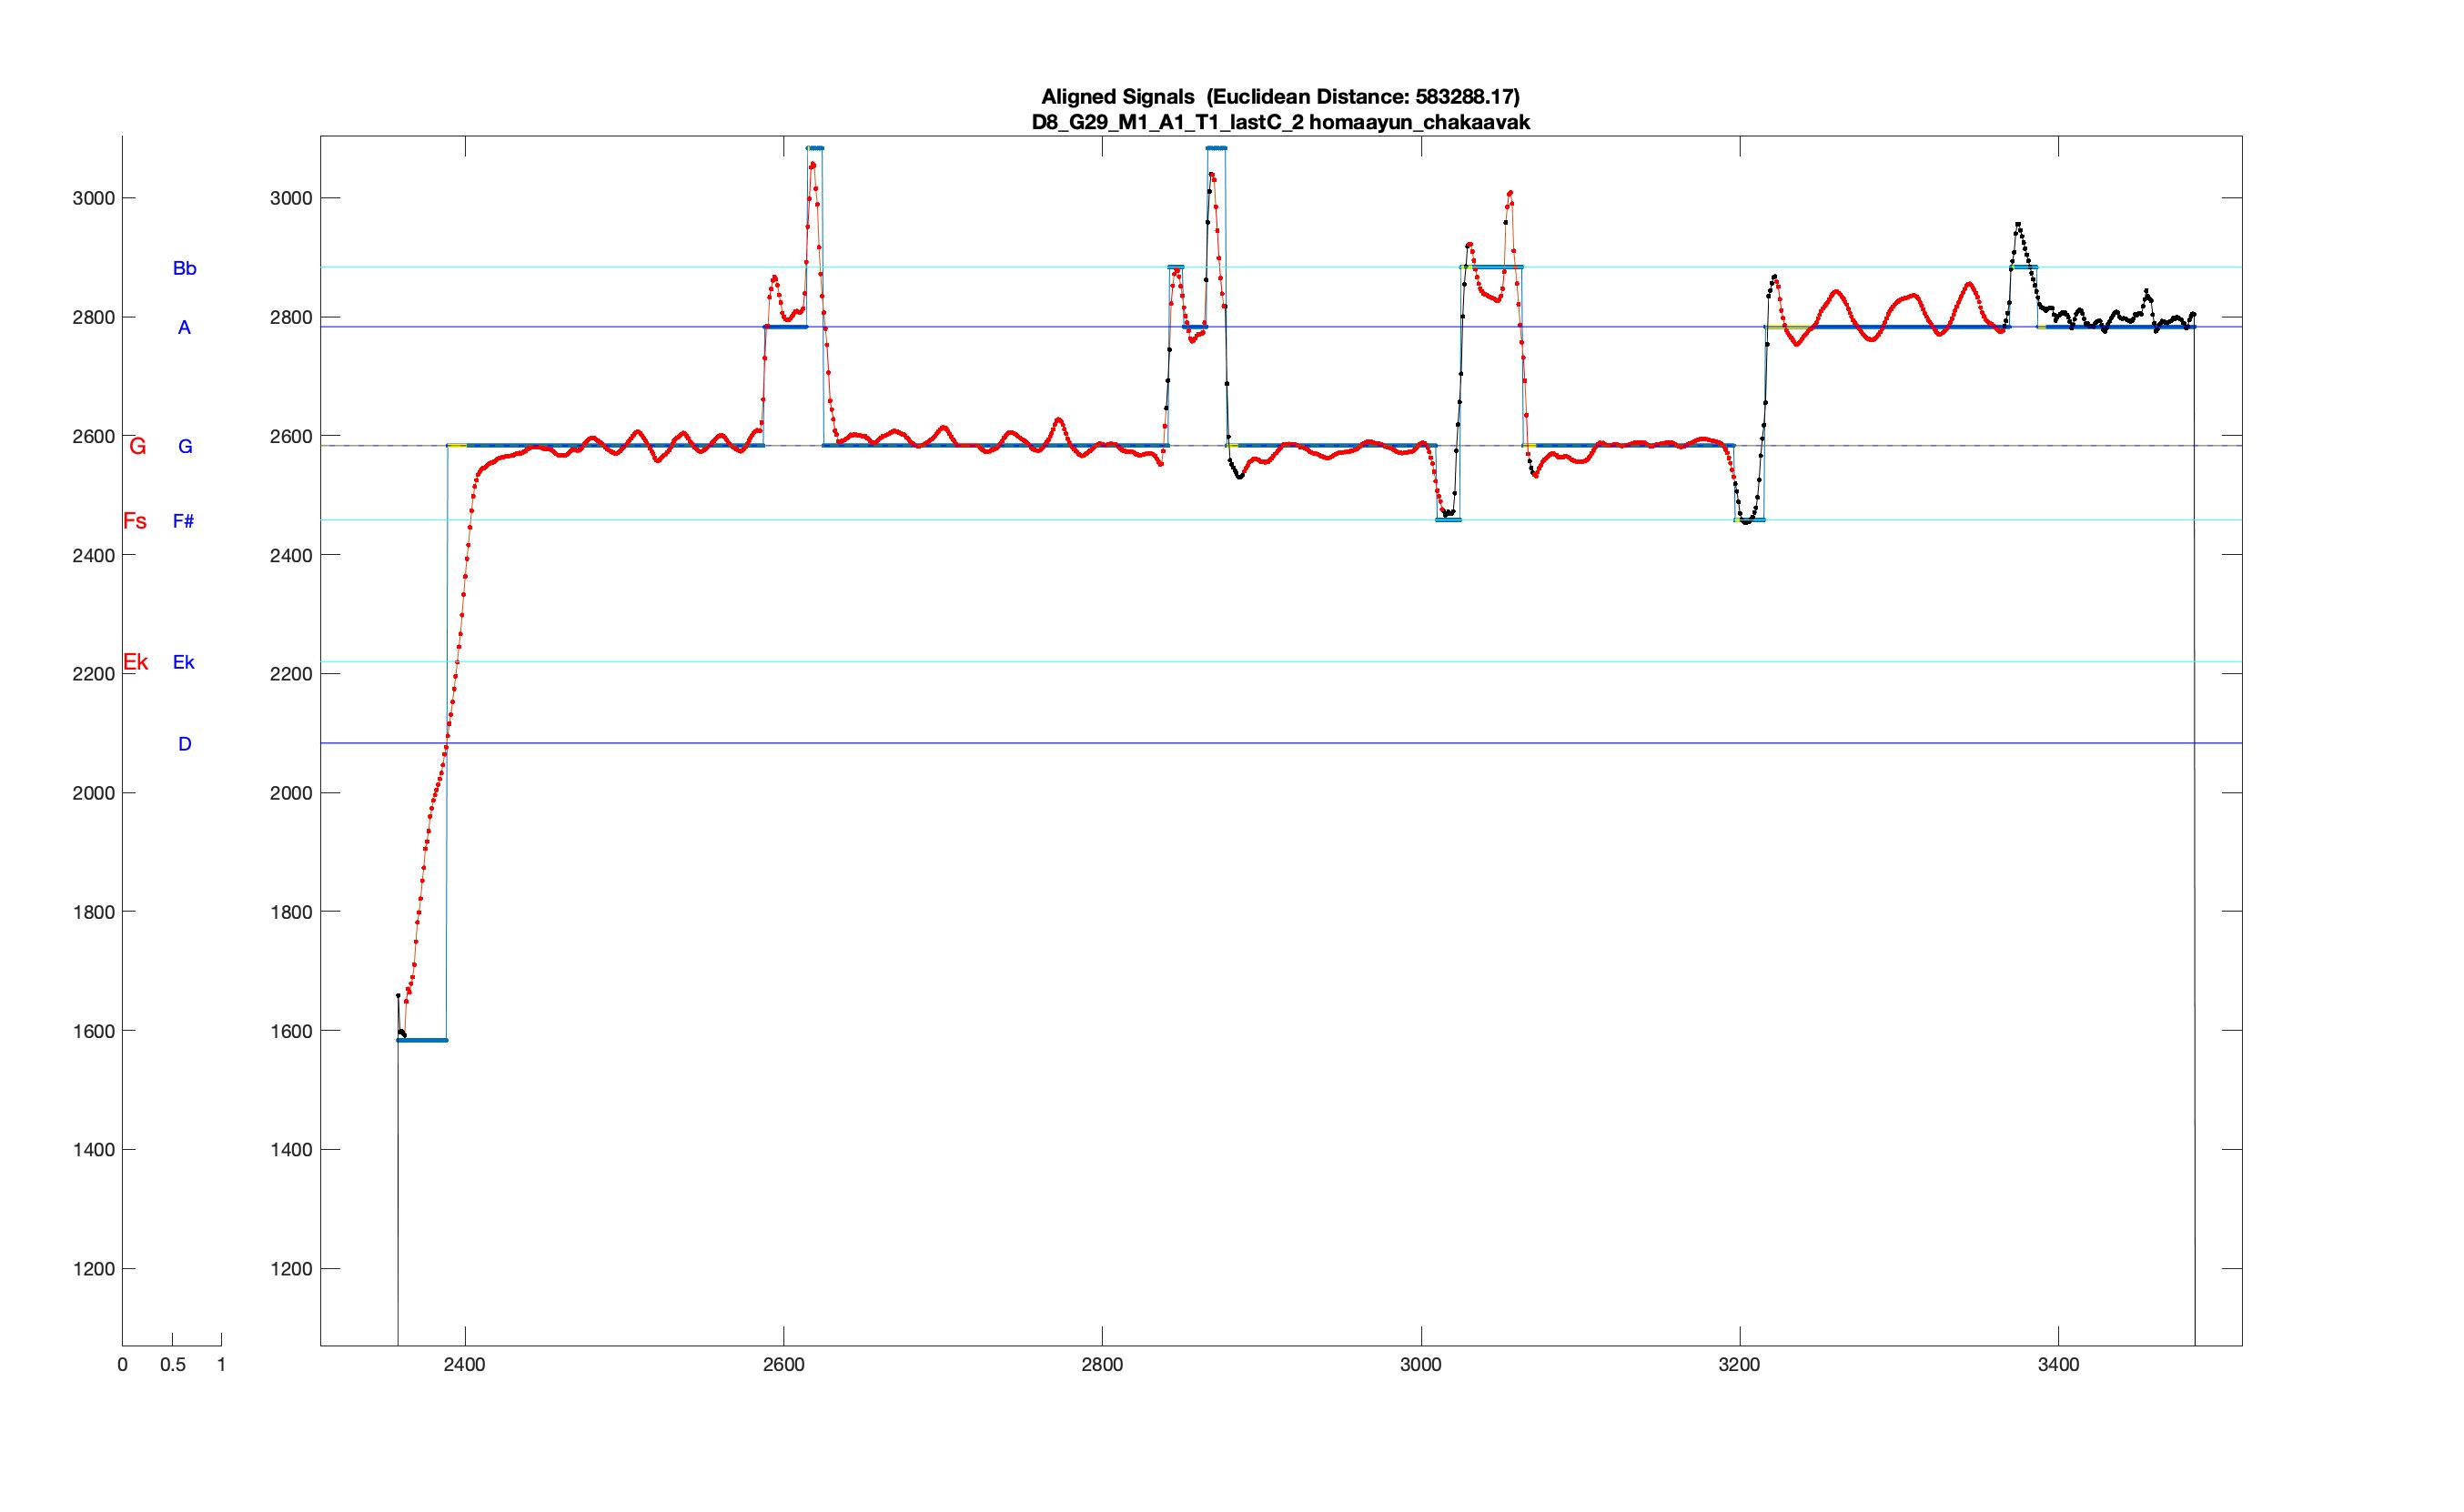 Aligned Signals (Euclidean Distance: 583288.17)
D8_G29_M1_A1_T1_lastC_2 homaayun_chakaavak
3000 3000
Bb
2800 A 2800
2600 G G 2600
Fs F#
2400 2400
Ek Ek
2200 2200
D
2000 2000
1800 1800
1600 1600
1400 1400
1200 1200
0 0.5 1 2400 2600 2800 3000 3200 3400